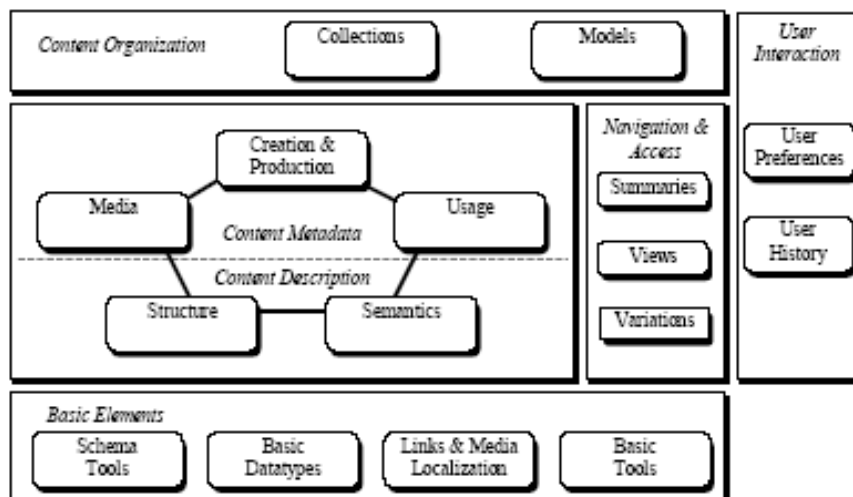 Content Organization
Collections
Models
User
Interaction
Creation &
Production
Media
Usage
Content Metadata
Content Description
Structure
Semantics
Navigation &
Access
Summaries
Views
Variations
User
Preferences
User
History
Basic Elements
Schema
Tools
Basic
Datatypes
Links & Media
Localization
Basic
Tools